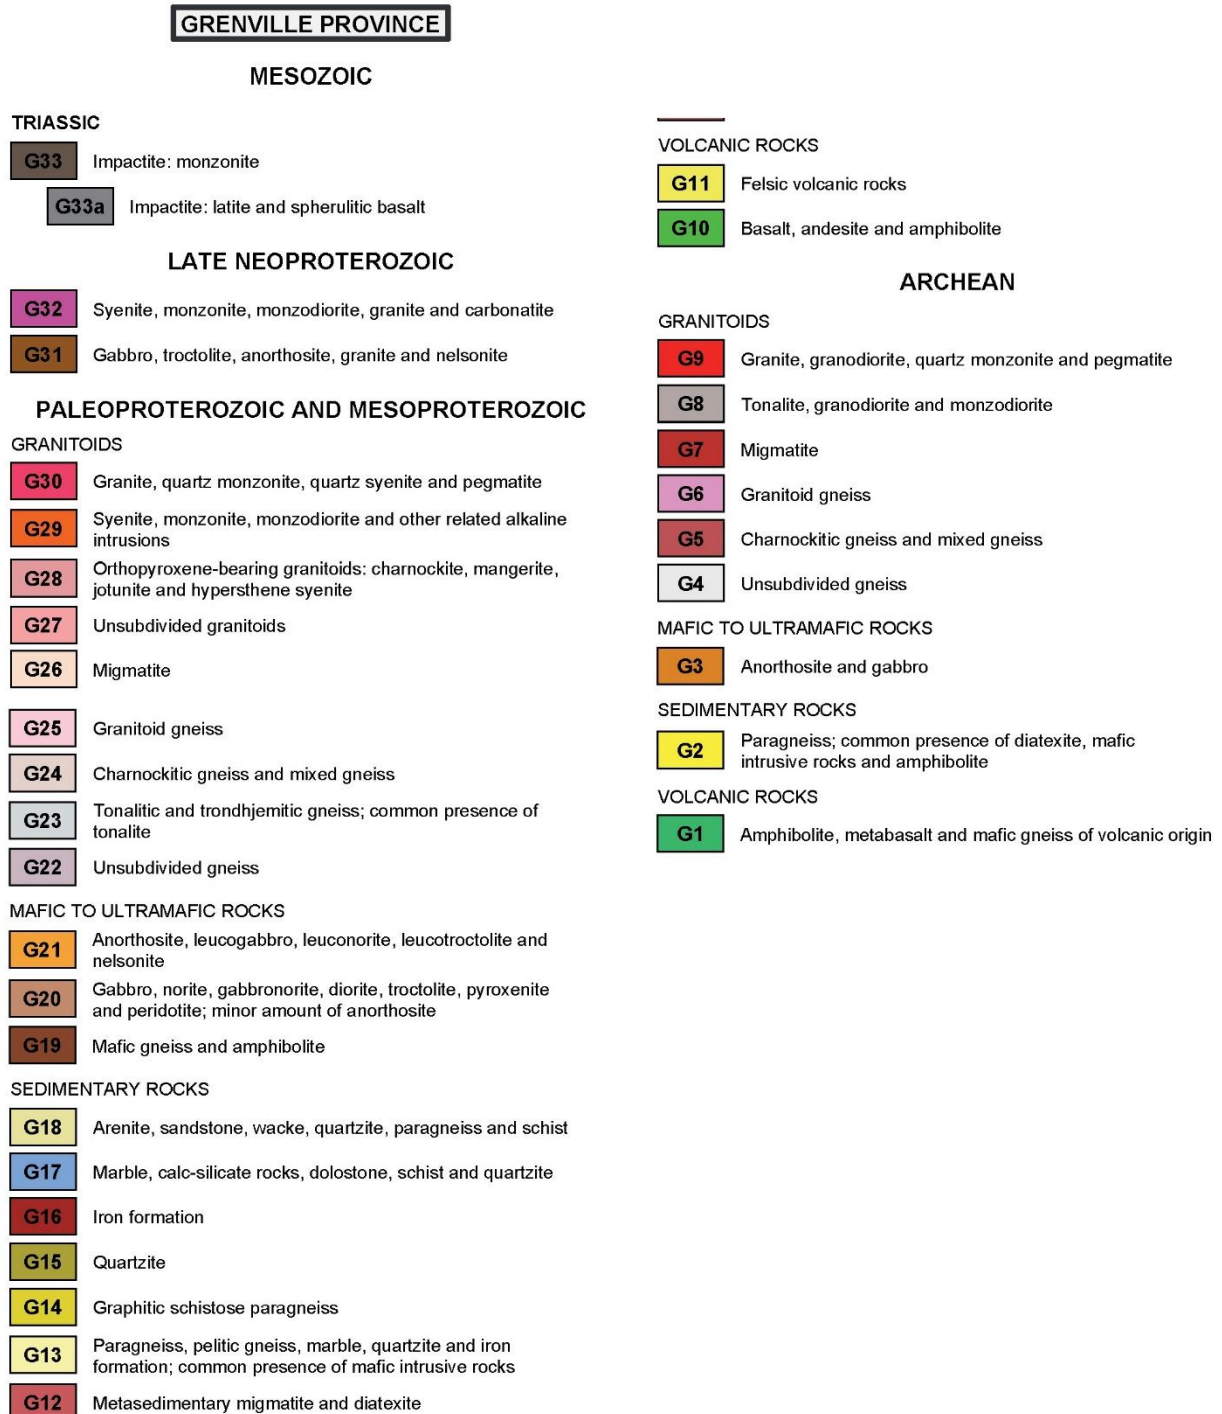 GRENVILLE PROVINCE
MESOZOIC
TRIASSIC
G33 Impactite: monzonite
G33a Impactite: latite and spherulitic basalt
LATE NEOPROTEROZOIC
G32 Syenite, monzonite, monzodiorite, granite and carbonatite
G31 Gabbro, troctolite, anorthosite, granite and nelsonite
PALEOPROTEROZOIC AND MESOPROTEROZOIC
GRANITOIDS
G30 Granite, quartz monzonite, quartz syenite and pegmatite
G29 Syenite, monzonite, monzodiorite and other related alkaline
intrusions
G28 Orthopyroxene-bearing granitoids: charnockite, mangerite,
jotunite and hypersthene syenite
G27 Unsubdivided granitoids
G26 Migmatite
G25 Granitoid gneiss
G24 Charnockitic gneiss and mixed gneiss
G23 Tonalitic and trondhjemitic gneiss; common presence of
tonalite
G22 Unsubdivided gneiss
MAFIC TO ULTRAMAFIC ROCKS
G21 Anorthosite, leucogabbro, leuconorite, leucotroctolite and
nelsonite
G20 Gabbro, norite, gabbronorite, diorite, troctolite, pyroxenite
and peridotite; minor amount of anorthosite
G19 Mafic gneiss and amphibolite
SEDIMENTARY ROCKS
G18 Arenite, sandstone, wacke, quartzite, paragneiss and schist
G17 Marble, calc-silicate rocks, dolostone, schist and quartzite
G16 Iron formation
G15 Quartzite
G14 Graphitic schistose paragneiss
G13 Paragneiss, pelitic gneiss, marble, quartzite and iron
formation; common presence of mafic intrusive rocks
G12 Metasedimentary migmatite and diatexite
VOLCANIC ROCKS
G11 Felsic volcanic rocks
G10 Basalt, andesite and amphibolite
ARCHEAN
GRANITOIDS
G9 Granite, granodiorite, quartz monzonite and pegmatite
G8 Tonalite, granodiorite and monzodiorite
G7 Migmatite
G6 Granitoid gneiss
G5 Charnockitic gneiss and mixed gneiss
G4 Unsubdivided gneiss
MAFIC TO ULTRAMAFIC ROCKS
G3 Anorthosite and gabbro
SEDIMENTARY ROCKS
G2 Paragneiss; common presence of diatexite, mafic
intrusive rocks and amphibolite
VOLCANIC ROCKS
G1 Amphibolite, metabasalt and mafic gneiss of volcanic origin